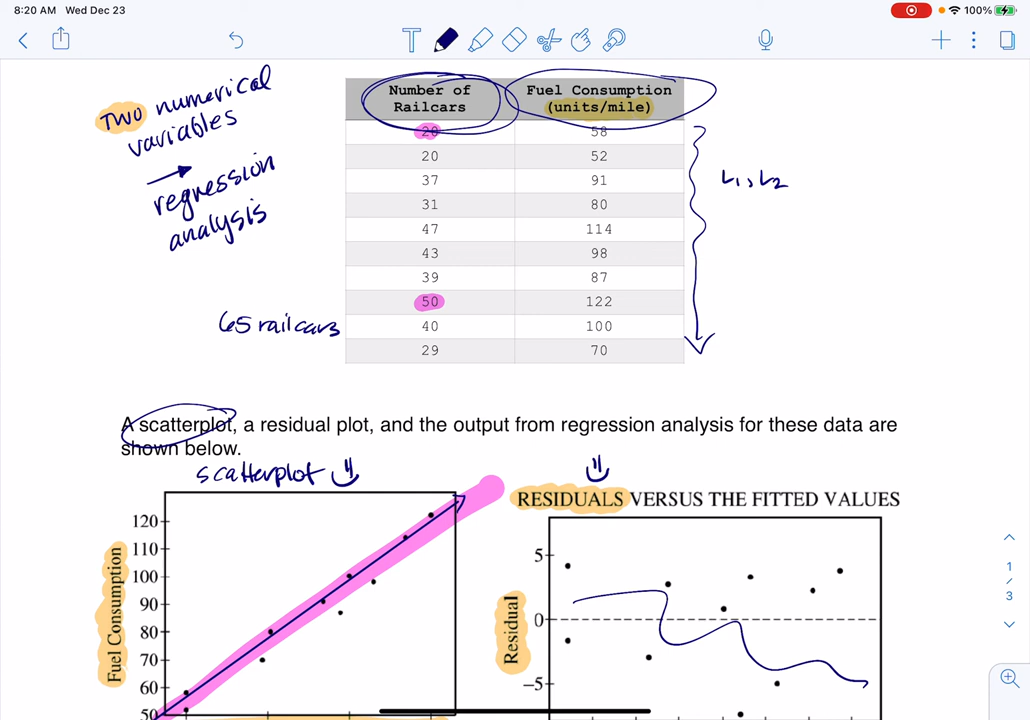 8:20 AM Wed Dec 23
100%
T
TWO numerical
variables
→ regression
analysis
Number of Railcars
Fuel Consumption (units/mile)
20 58
20 52
37 91
31 80
47 114
43 98
39 87
50 122
40 100
29 70
L1, L2
65 railcars
A scatterplot, a residual plot, and the output from regression analysis for these data are
shown below.
scatterplot
RESIDUALS VERSUS THE FITTED VALUES
Fuel Consumption
120
110
100
90
80
70
60
50
Residual
5
0
−5
1
/
3